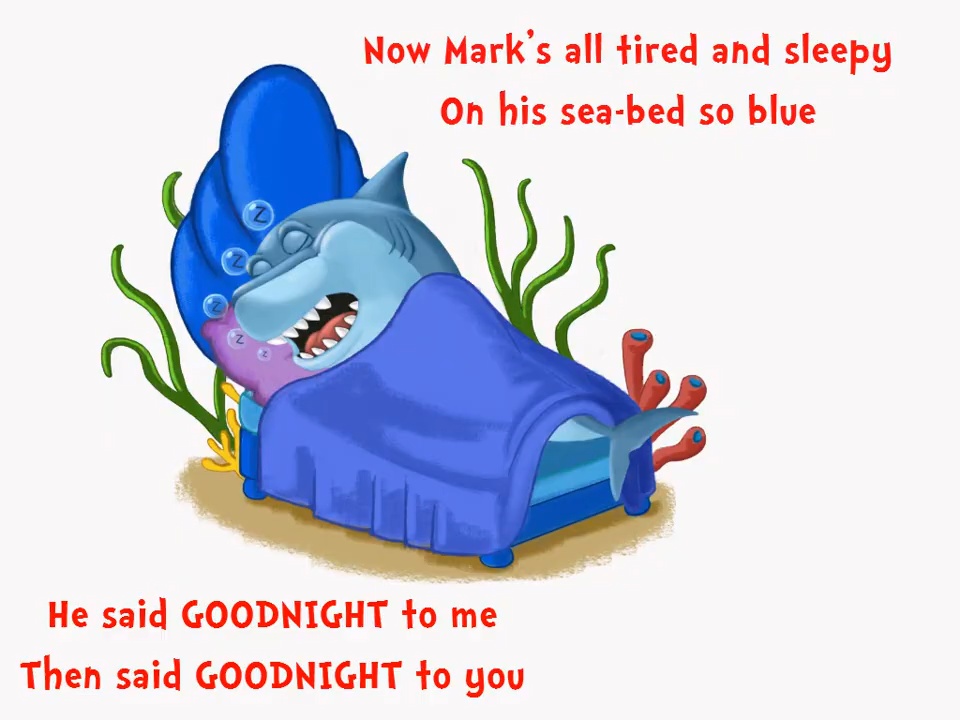 Now Mark's all tired and sleepy
On his sea-bed so blue
Z
Z
Z
Z
Z
He said GOODNIGHT to me
Then said GOODNIGHT to you